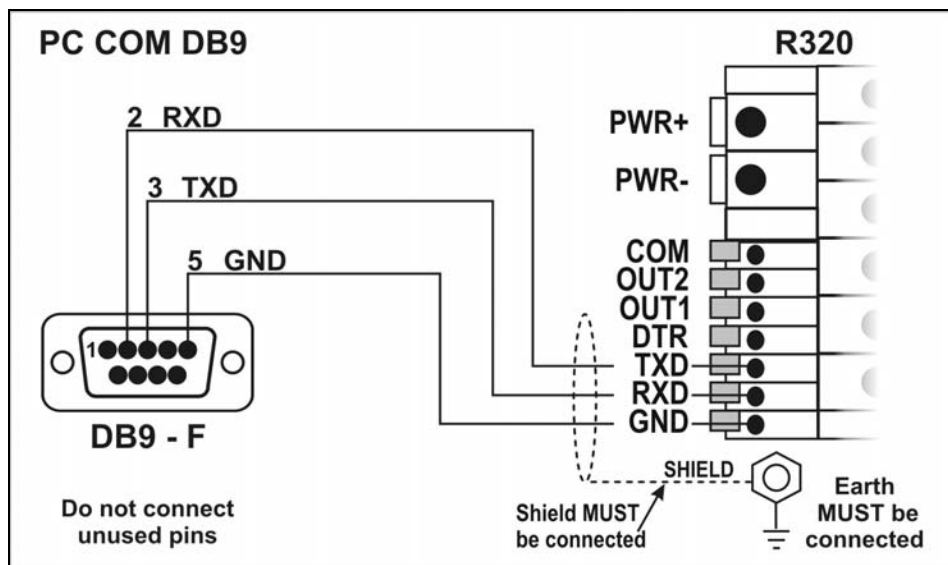 PC COM DB9
R320
2 RXD
3 TXD
5 GND
PWR+
PWR-
COM
OUT2
OUT1
DTR
TXD
RXD
GND
1
DB9 - F
Do not connect
unused pins
SHIELD
Shield MUST
be connected
Earth
MUST be
connected